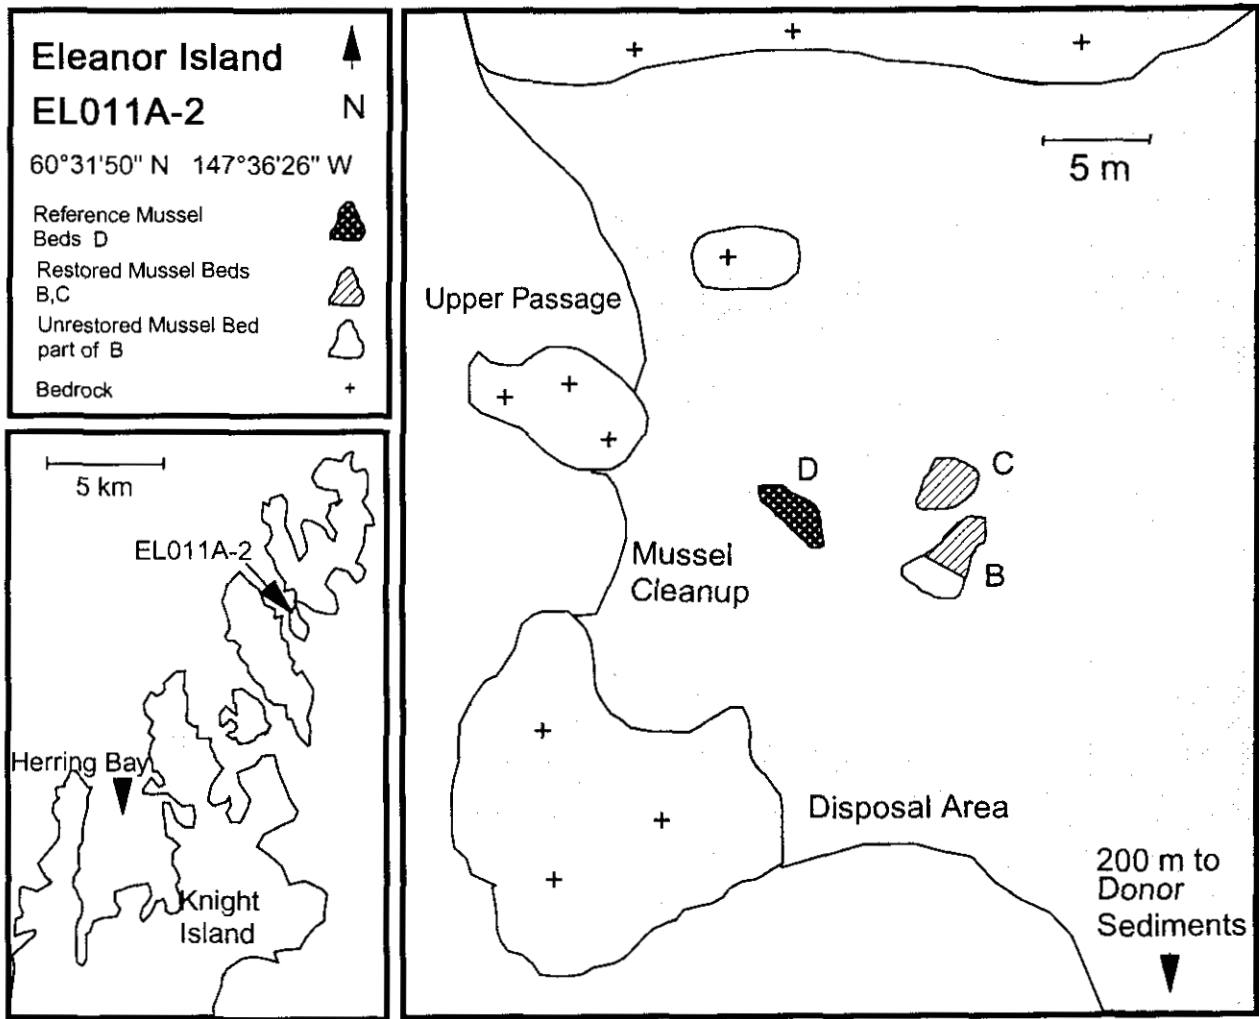 Eleanor Island
EL011A-2
N
60°31'50" N 147°36'26" W
Reference Mussel
Beds D
Restored Mussel Beds
B,C
Unrestored Mussel Bed
part of B
Bedrock +
5 km
EL011A-2
Herring Bay
Knight
Island
5 m
Upper Passage
D
C
B
Mussel
Cleanup
Disposal Area
200 m to
Donor
Sediments